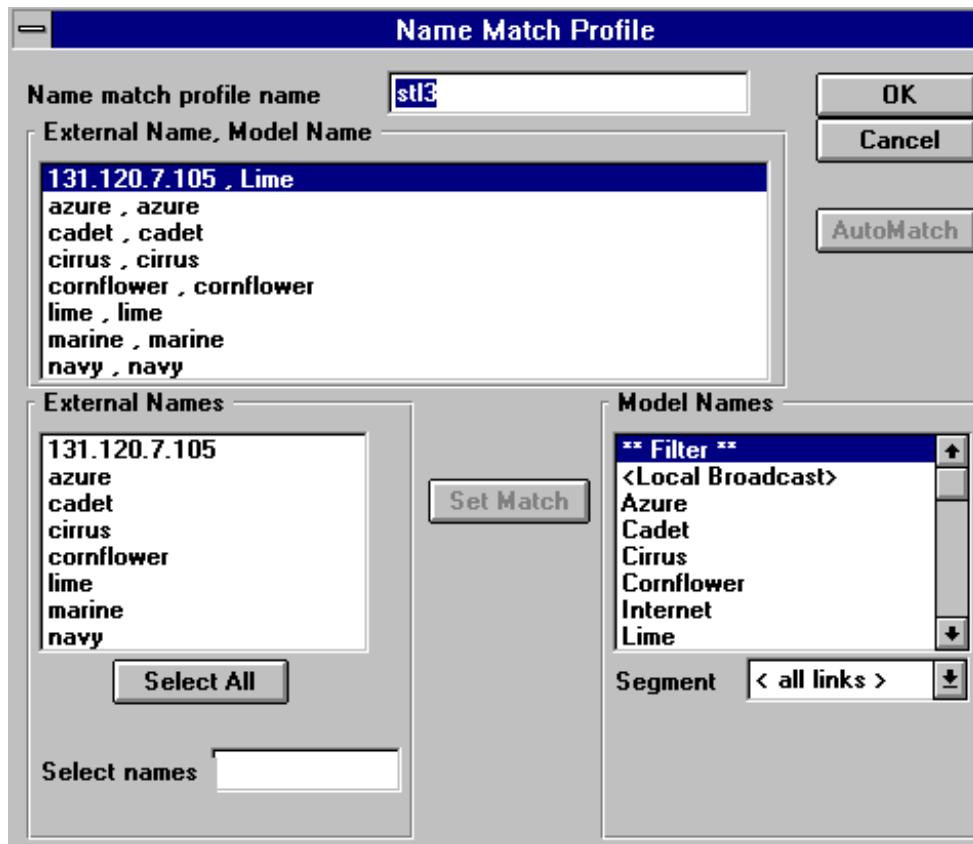 Name Match Profile
Name match profile name stl3
OK
Cancel
AutoMatch
External Name, Model Name
131.120.7.105 , Lime
azure , azure
cadet , cadet
cirrus , cirrus
cornflower , cornflower
lime , lime
marine , marine
navy , navy
External Names
131.120.7.105
azure
cadet
cirrus
cornflower
lime
marine
navy
Select All
Select names
Set Match
Model Names
** Filter **
<Local Broadcast>
Azure
Cadet
Cirrus
Cornflower
Internet
Lime
Segment < all links >